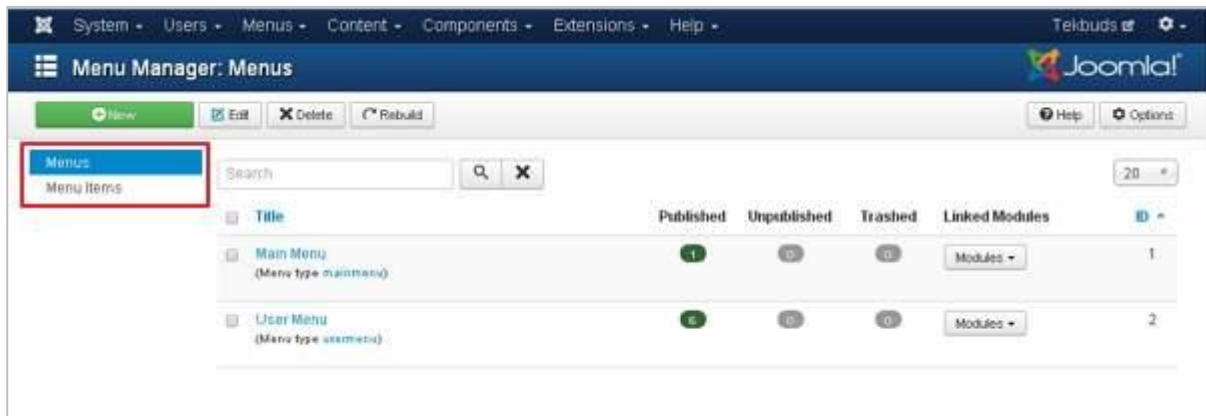 System Users Menus Content Components Extensions Help Tekbuds
Menu Manager: Menus Joomla!
New Edit Delete Rebuild Help Options
Menus
Menu Items
Search 20
Title Published Unpublished Trashed Linked Modules ID
Main Menu 1 0 0 Modules 1
(Menu type mainmenu)
User Menu 6 0 0 Modules 2
(Menu type usermenu)